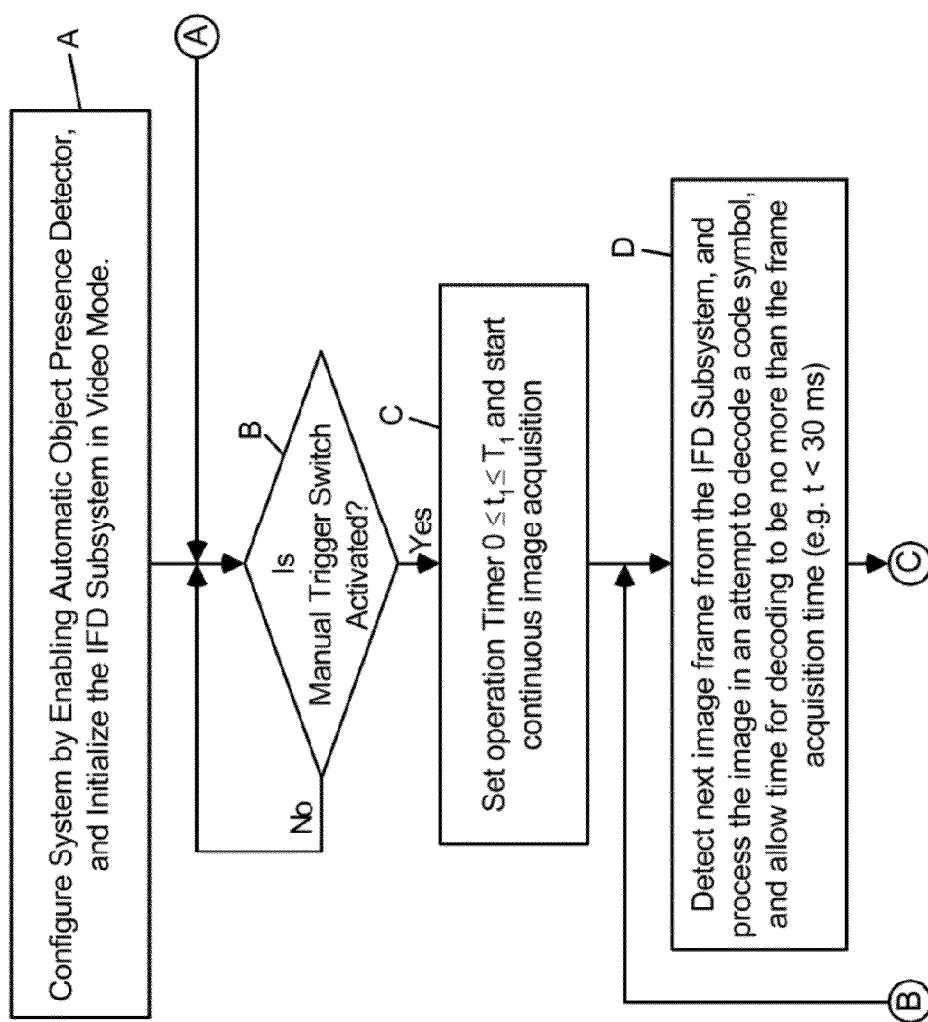 Configure System by Enabling Automatic Object Presence Detector,
and Initialize the IFD Subsystem in Video Mode.
A
A
Is
Manual Trigger Switch
Activated?
B
No
Yes
Set operation Timer 0 ≤ t₁ ≤ T₁ and start
continuous image acquisition
C
B
Detect next image frame from the IFD Subsystem, and
process the image in an attempt to decode a code symbol,
and allow time for decoding to be no more than the frame
acquisition time (e.g. t < 30 ms)
D
C